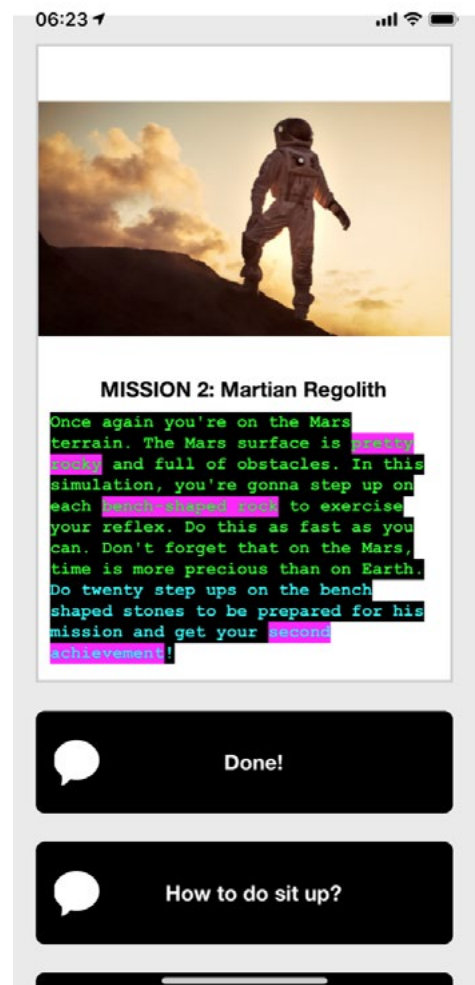 06:23
MISSION 2: Martian Regolith
Once again you're on the Mars
terrain. The Mars surface is pretty
rocky and full of obstacles. In this
simulation, you're gonna step up on
each bench-shaped rock to exercise
your reflex. Do this as fast as you
can. Don't forget that on the Mars,
time is more precious than on Earth.
Do twenty step ups on the bench
shaped stones to be prepared for his
mission and get your second
achievement!
Done!
How to do sit up?